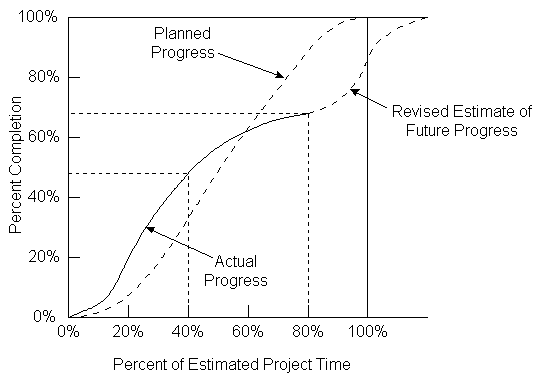 100%
Planned
Progress
80%
Revised Estimate of
Future Progress
60%
Percent Completion
40%
Actual
Progress
20%
0%
0%
20%
40%
60%
80%
100%
Percent of Estimated Project Time